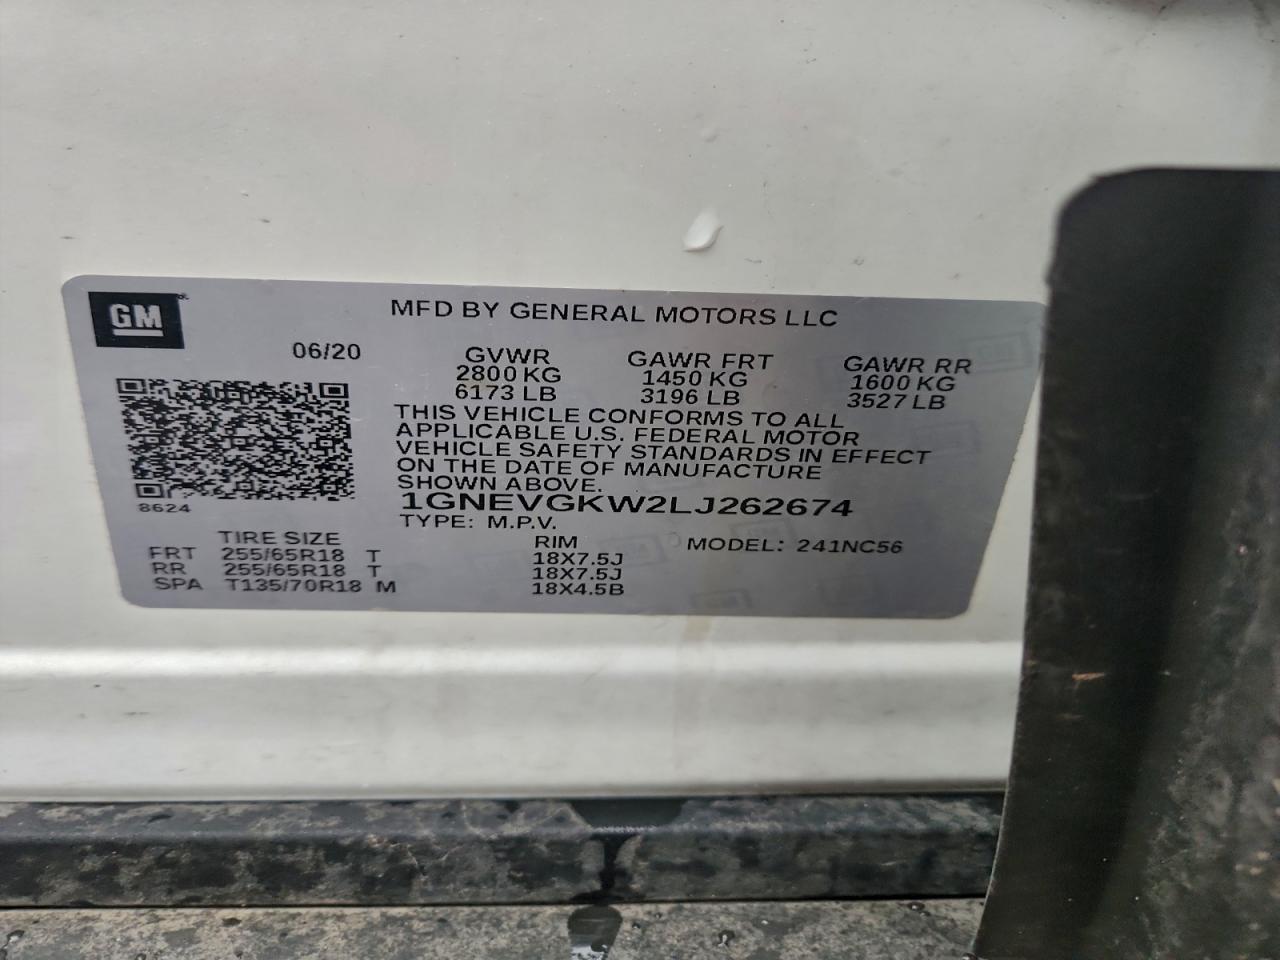 GM
MFD BY GENERAL MOTORS LLC
06/20 GVWR GAWR FRT GAWR RR
2800 KG 1450 KG 1600 KG
6173 LB 3196 LB 3527 LB
THIS VEHICLE CONFORMS TO ALL
APPLICABLE U.S. FEDERAL MOTOR
VEHICLE SAFETY STANDARDS IN EFFECT
ON THE DATE OF MANUFACTURE
SHOWN ABOVE.
1GNEVGKW2LJ262674
8624
TYPE: M.P.V.
TIRE SIZE RIM MODEL: 241NC56
FRT 255/65R18 T 18X7.5J
RR 255/65R18 T 18X7.5J
SPA T135/70R18 M 18X4.5B